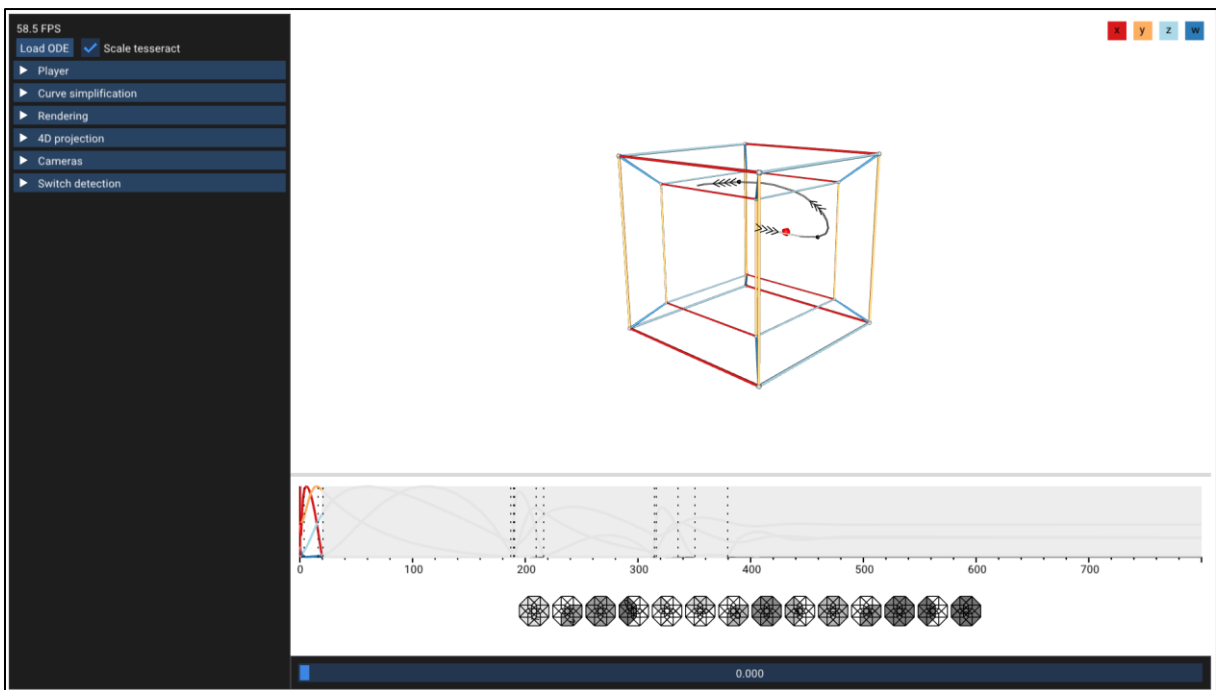 58.5 FPS
Load ODE Scale tesseract
Player
Curve simplification
Rendering
4D projection
Cameras
Switch detection
x y z w
0 100 200 300 400 500 600 700
0.000